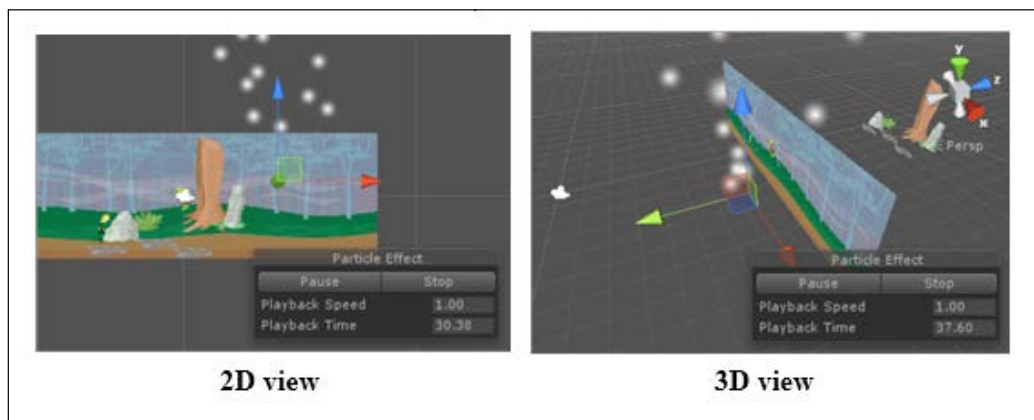 Particle Effect
Pause Stop
Playback Speed 1.00
Playback Time 30.38
2D view
y
z
x
Persp
Particle Effect
Pause Stop
Playback Speed 1.00
Playback Time 37.60
3D view